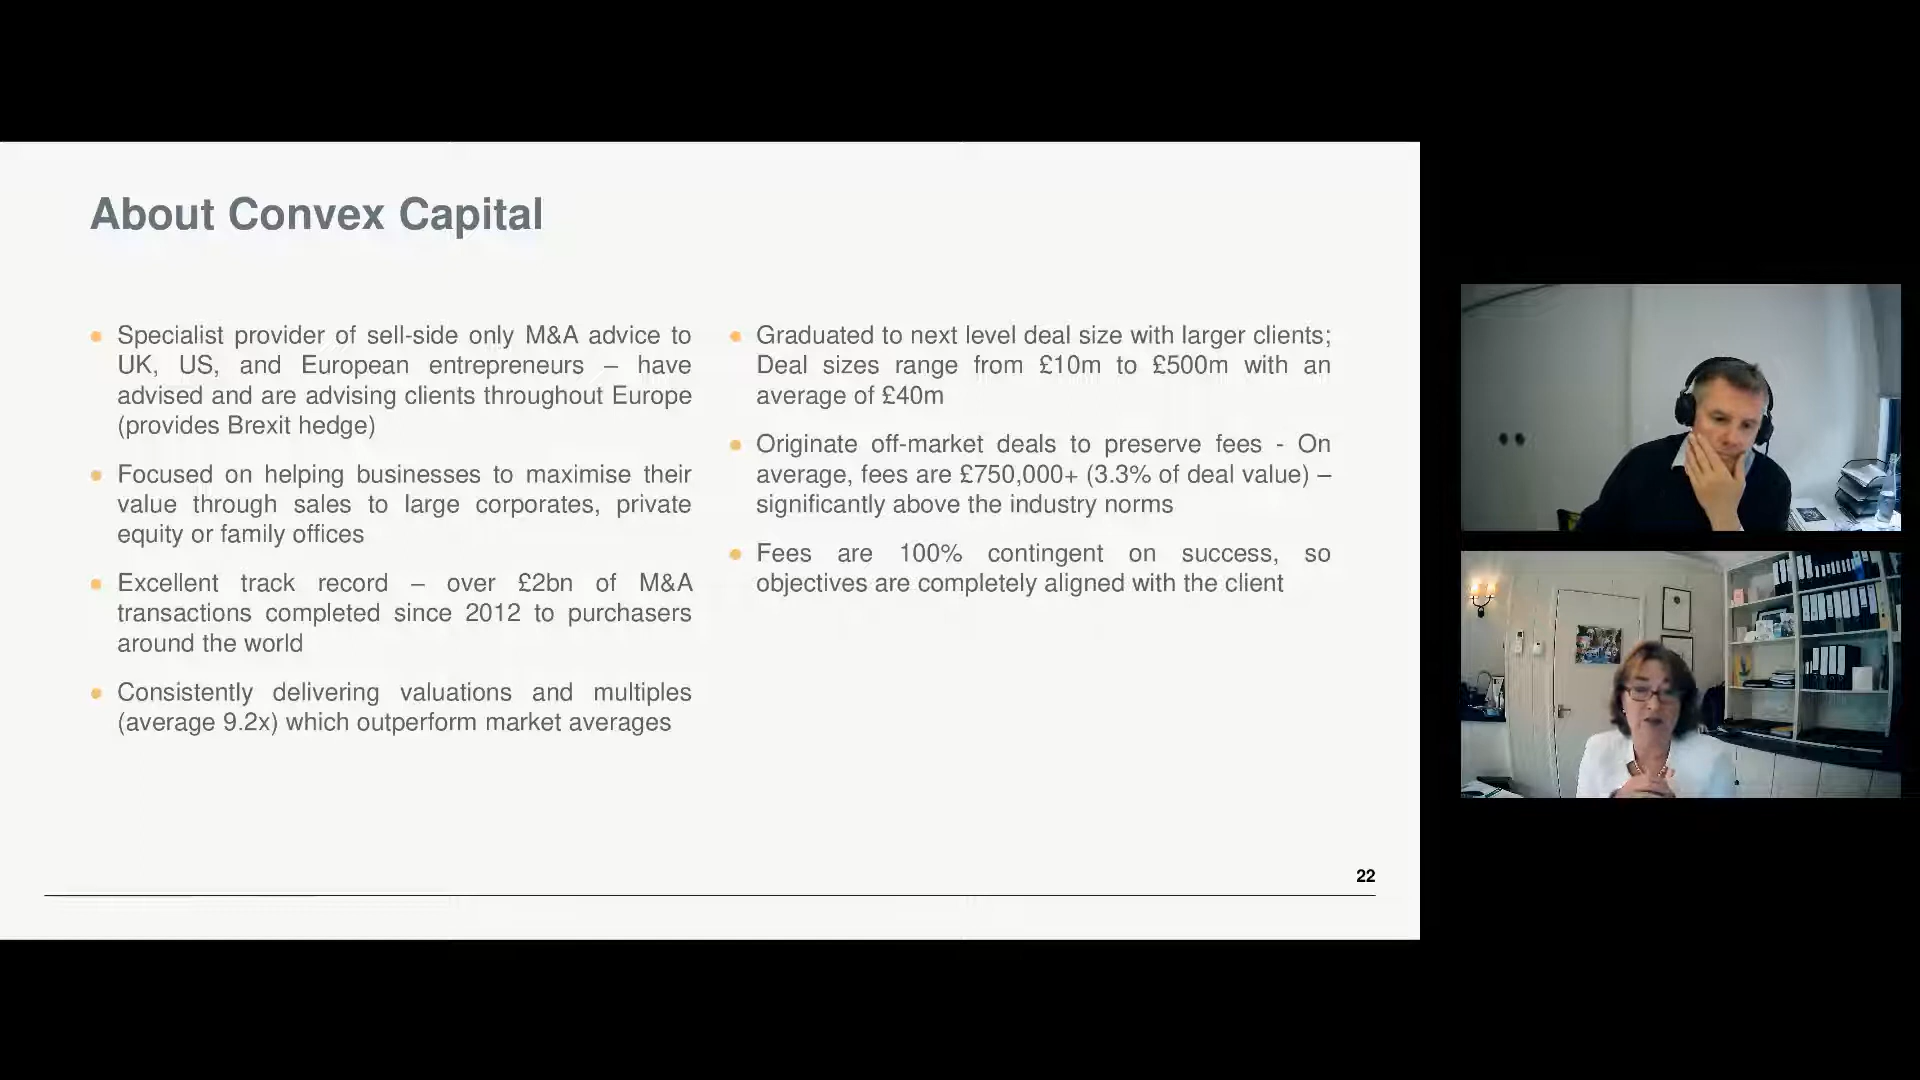 About Convex Capital
Specialist provider of sell-side only M&A advice to
UK, US, and European entrepreneurs – have
advised and are advising clients throughout Europe
(provides Brexit hedge)
Focused on helping businesses to maximise their
value through sales to large corporates, private
equity or family offices
Excellent track record – over £2bn of M&A
transactions completed since 2012 to purchasers
around the world
Consistently delivering valuations and multiples
(average 9.2x) which outperform market averages
Graduated to next level deal size with larger clients;
Deal sizes range from £10m to £500m with an
average of £40m
Originate off-market deals to preserve fees - On
average, fees are £750,000+ (3.3% of deal value) –
significantly above the industry norms
Fees are 100% contingent on success, so
objectives are completely aligned with the client
22